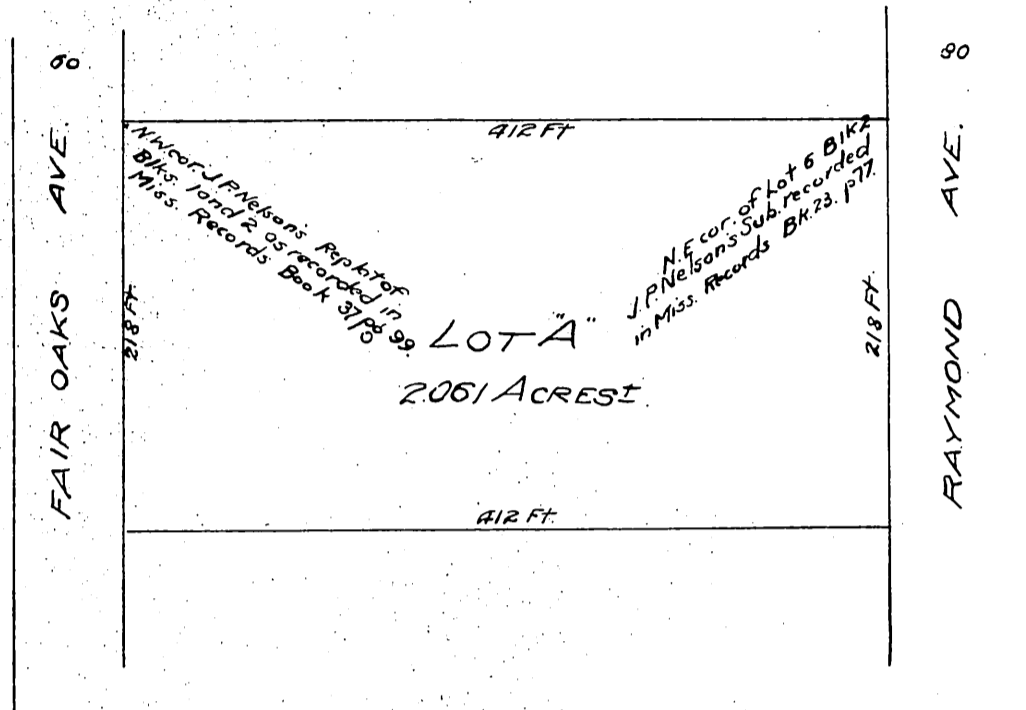 60
FAIR OAKS AVE.
412 Ft
N.W. cor. J.P. Nelson's Replat of
Blks. 1 and 2 as recorded in
Miss. Records Book 37 pg 99.
N.E cor. of Lot 6 Blk 2
J.P. Nelson's Sub. recorded
in Miss. Records Bk. 23. p 77.
218 Ft.
LOT "A"
2.061 ACRES±.
218 Ft.
412 Ft.
80
RAYMOND AVE.